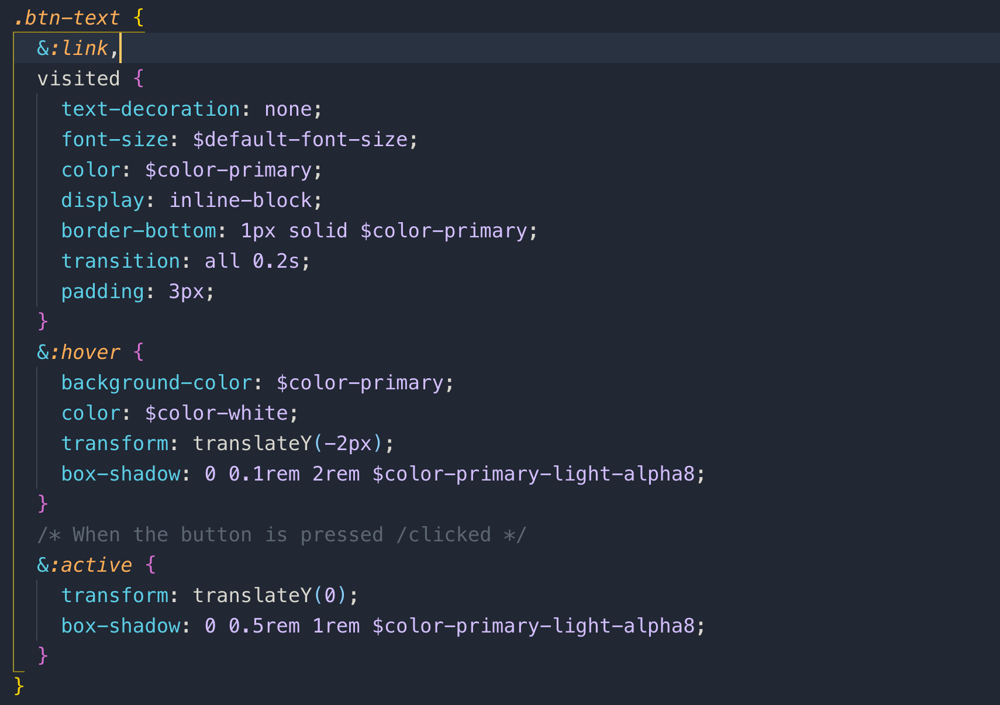 .btn-text {
&:link,
visited {
text-decoration: none;
font-size: $default-font-size;
color: $color-primary;
display: inline-block;
border-bottom: 1px solid $color-primary;
transition: all 0.2s;
padding: 3px;
}
&:hover {
background-color: $color-primary;
color: $color-white;
transform: translateY(-2px);
box-shadow: 0 0.1rem 2rem $color-primary-light-alpha8;
}
/* When the button is pressed /clicked */
&:active {
transform: translateY(0);
box-shadow: 0 0.5rem 1rem $color-primary-light-alpha8;
}
}